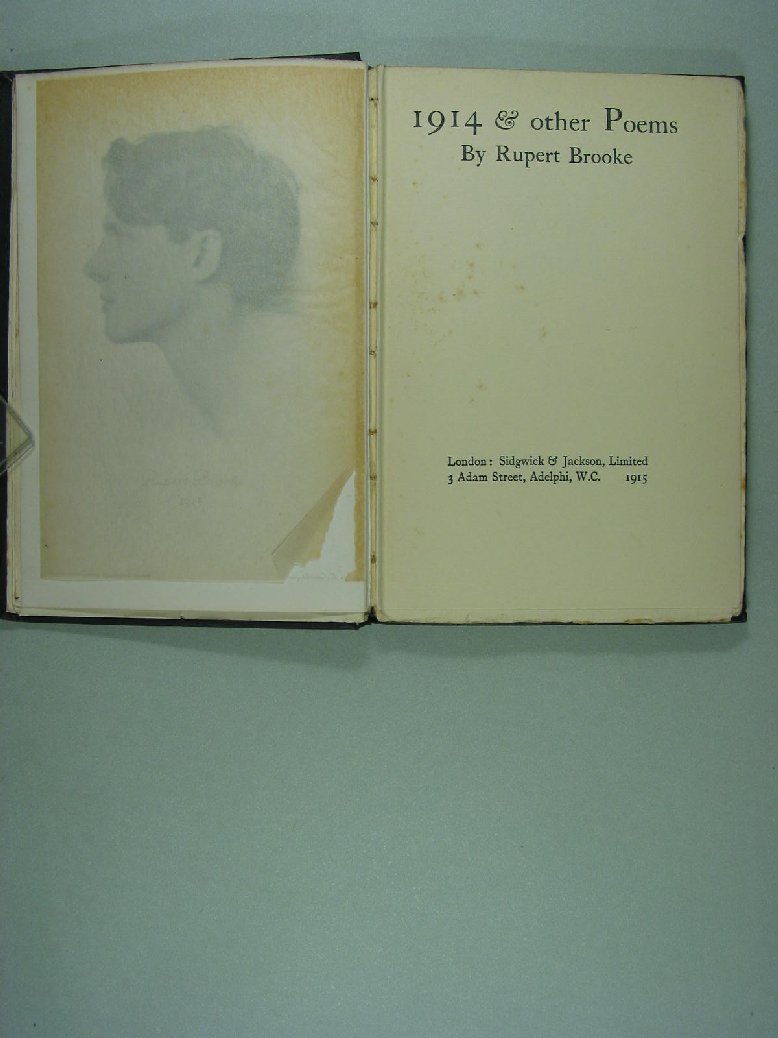 1914 & other Poems
By Rupert Brooke
London: Sidgwick & Jackson, Limited
3 Adam Street, Adelphi, W.C. 1915